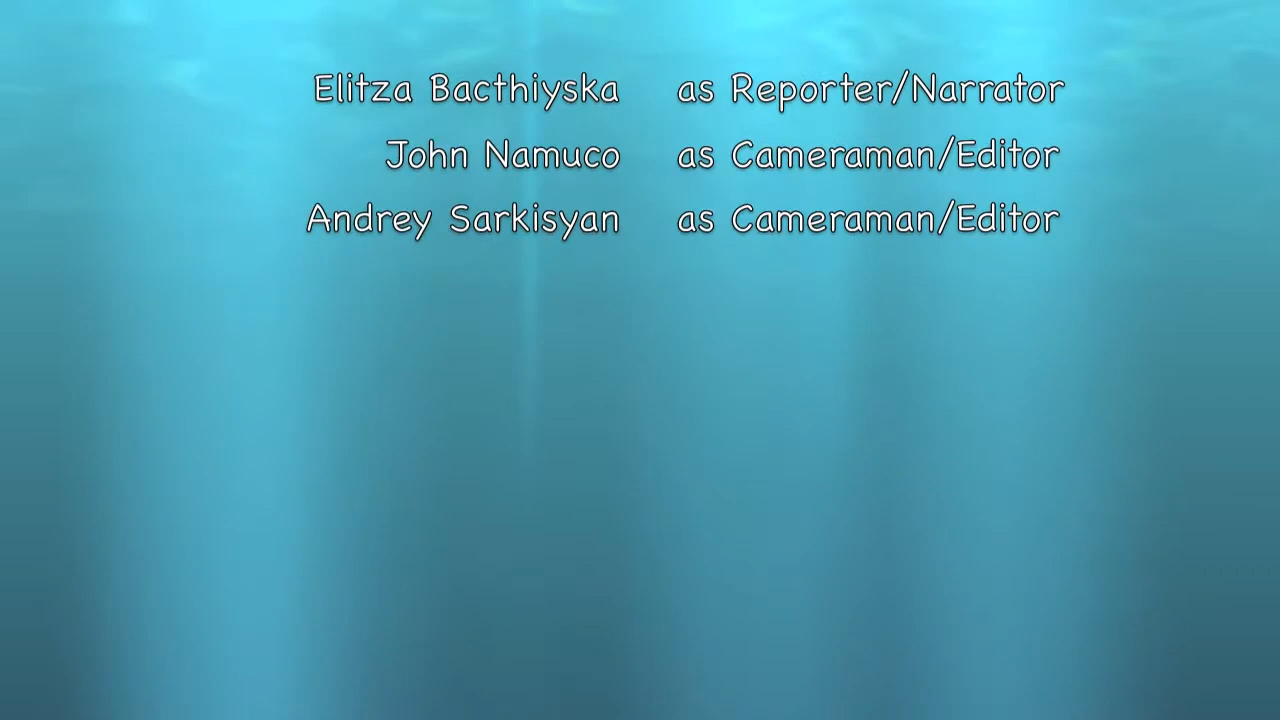 Elitza Bacthiyska as Reporter/Narrator
John Namuco as Cameraman/Editor
Andrey Sarkisyan as Cameraman/Editor